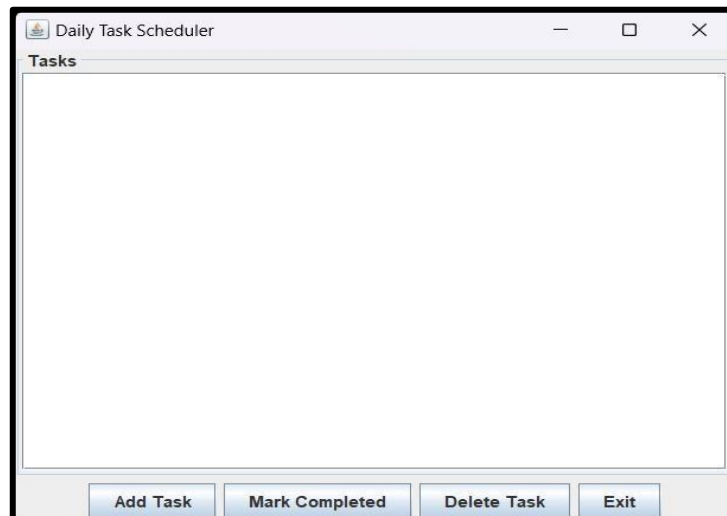 Daily Task Scheduler
Tasks
Add Task Mark Completed Delete Task Exit